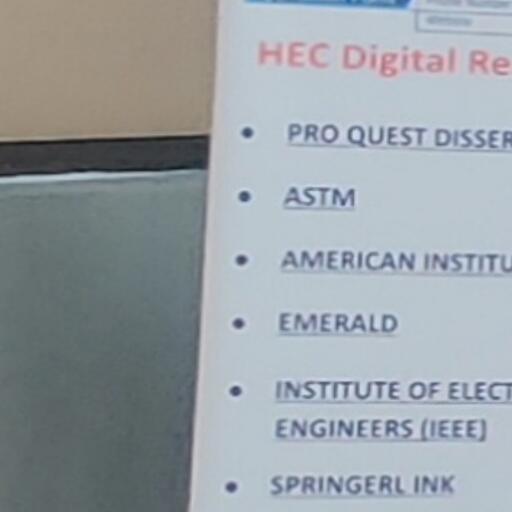 HEC Digital Re
• PRO QUEST DISSER
• ASTM
• AMERICAN INSTITU
• EMERALD
• INSTITUTE OF ELECT
ENGINEERS (IEEE)
• SPRINGERL INK